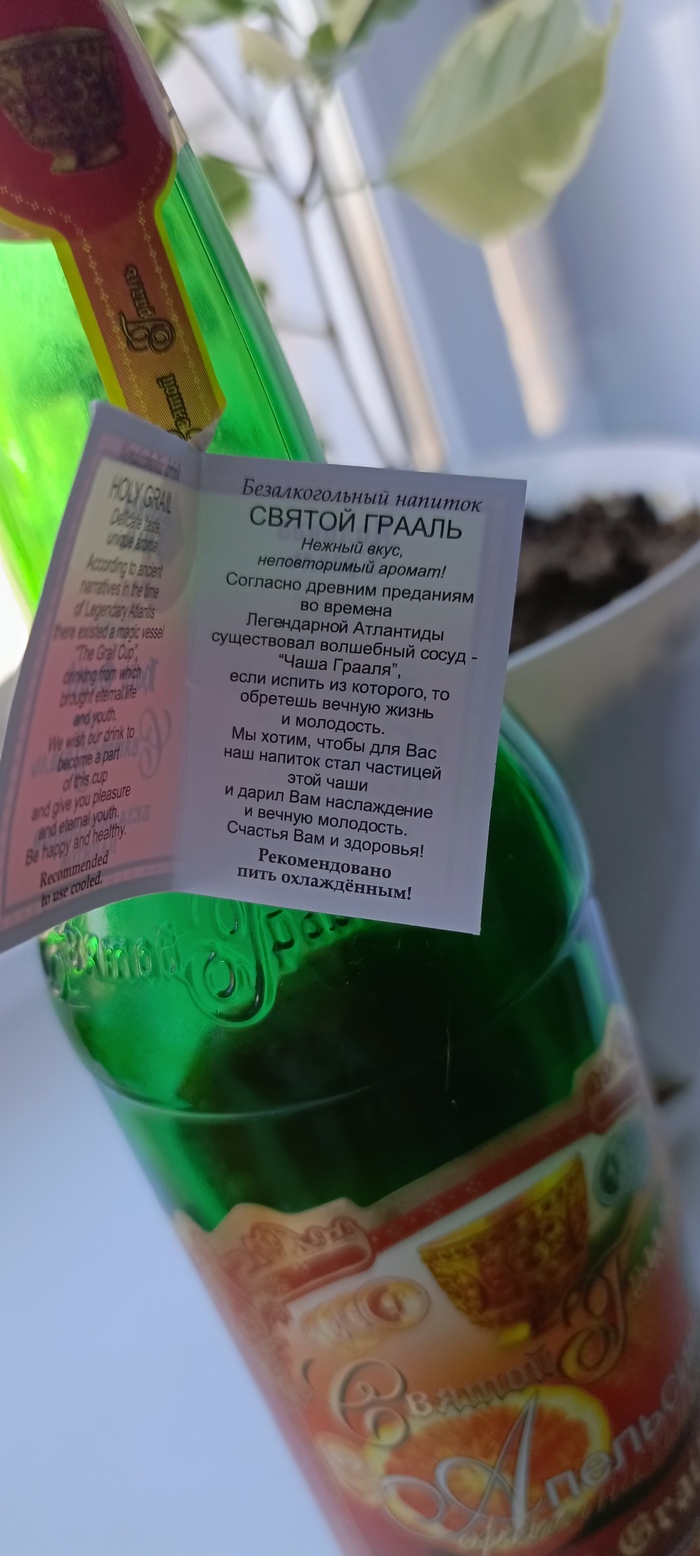 Святой Грааль
HOLY GRAIL
Delicate taste,
unique aroma
According to ancient
narratives in the time
of Legendary Atlantis
there existed a magic vessel
"The Grail Cup",
drinking from which
brought eternal life
and youth.
We wish our drink to
become a part
of this cup
and give you pleasure
and eternal youth.
Be happy and healthy.
Recommended
to use cooled.
Безалкогольный напиток
СВЯТОЙ ГРААЛЬ
Нежный вкус,
неповторимый аромат!
Согласно древним преданиям
во времена
Легендарной Атлантиды
существовал волшебный сосуд -
"Чаша Грааля",
если испить из которого, то
обретешь вечную жизнь
и молодость.
Мы хотим, чтобы для Вас
наш напиток стал частицей
этой чаши
и дарил Вам наслаждение
и вечную молодость.
Счастья Вам и здоровья!
Рекомендовано
пить охлаждённым!
Святой